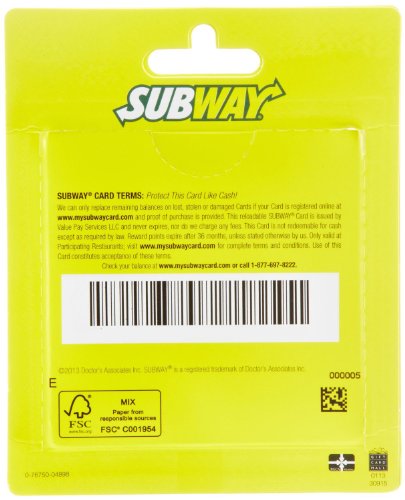 SUBWAY®
SUBWAY® CARD TERMS: Protect This Card Like Cash!
We can only replace remaining balances on lost, stolen or damaged Cards if your Card is registered online at
www.mysubwaycard.com and proof of purchase is provided. This reloadable SUBWAY® Card is issued by
Value Pay Services LLC and never expires, nor do we charge any fees. This Card is not redeemable for cash
except as required by law. Reward points expire after 36 months, unless stated otherwise by us. Only valid at
Participating Restaurants; visit www.mysubwaycard.com for complete terms and conditions. Use of this
Card constitutes acceptance of these terms.
Check your balance at www.mysubwaycard.com or call 1-877-697-8222.
©2013 Doctor's Associates Inc. SUBWAY® is a registered trademark of Doctor's Associates Inc.
E
000005
FSC
www.fsc.org
MIX
Paper from
responsible sources
FSC® C001954
0-76750-04898
GIFT
CARD
MALL
0113
30915